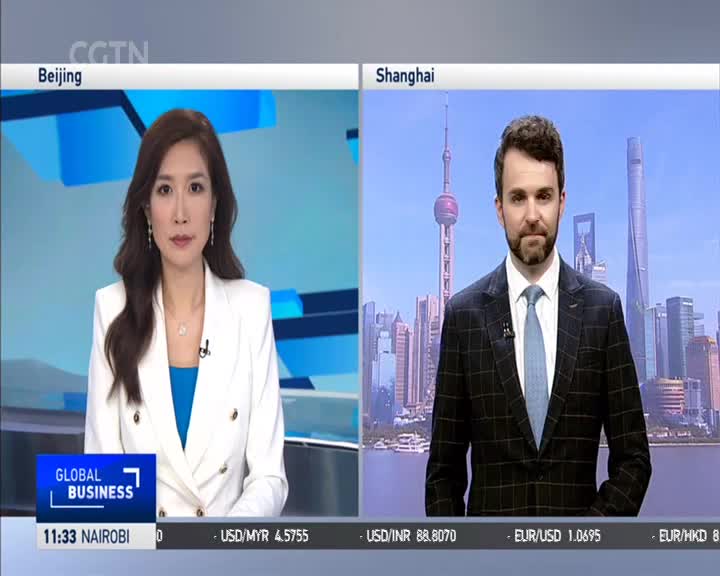 CGTN
Beijing
Shanghai
GLOBAL
BUSINESS
11:33 NAIROBI
0 - USD/MYR 4.5755 - USD/INR 88.8070 - EUR/USD 1.0695 - EUR/HKD 8